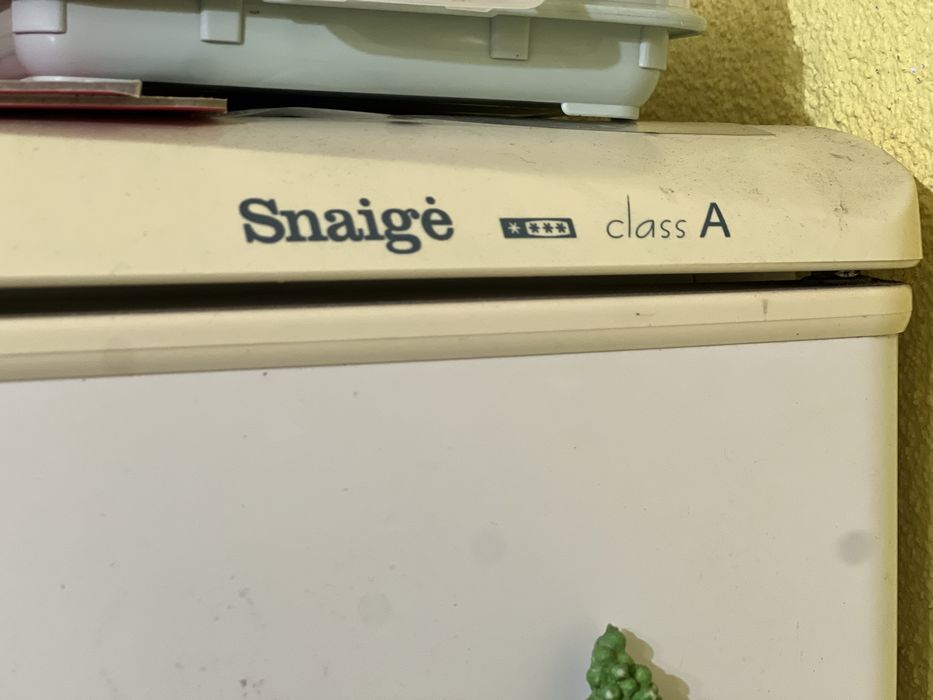 Snaigė * *** class A